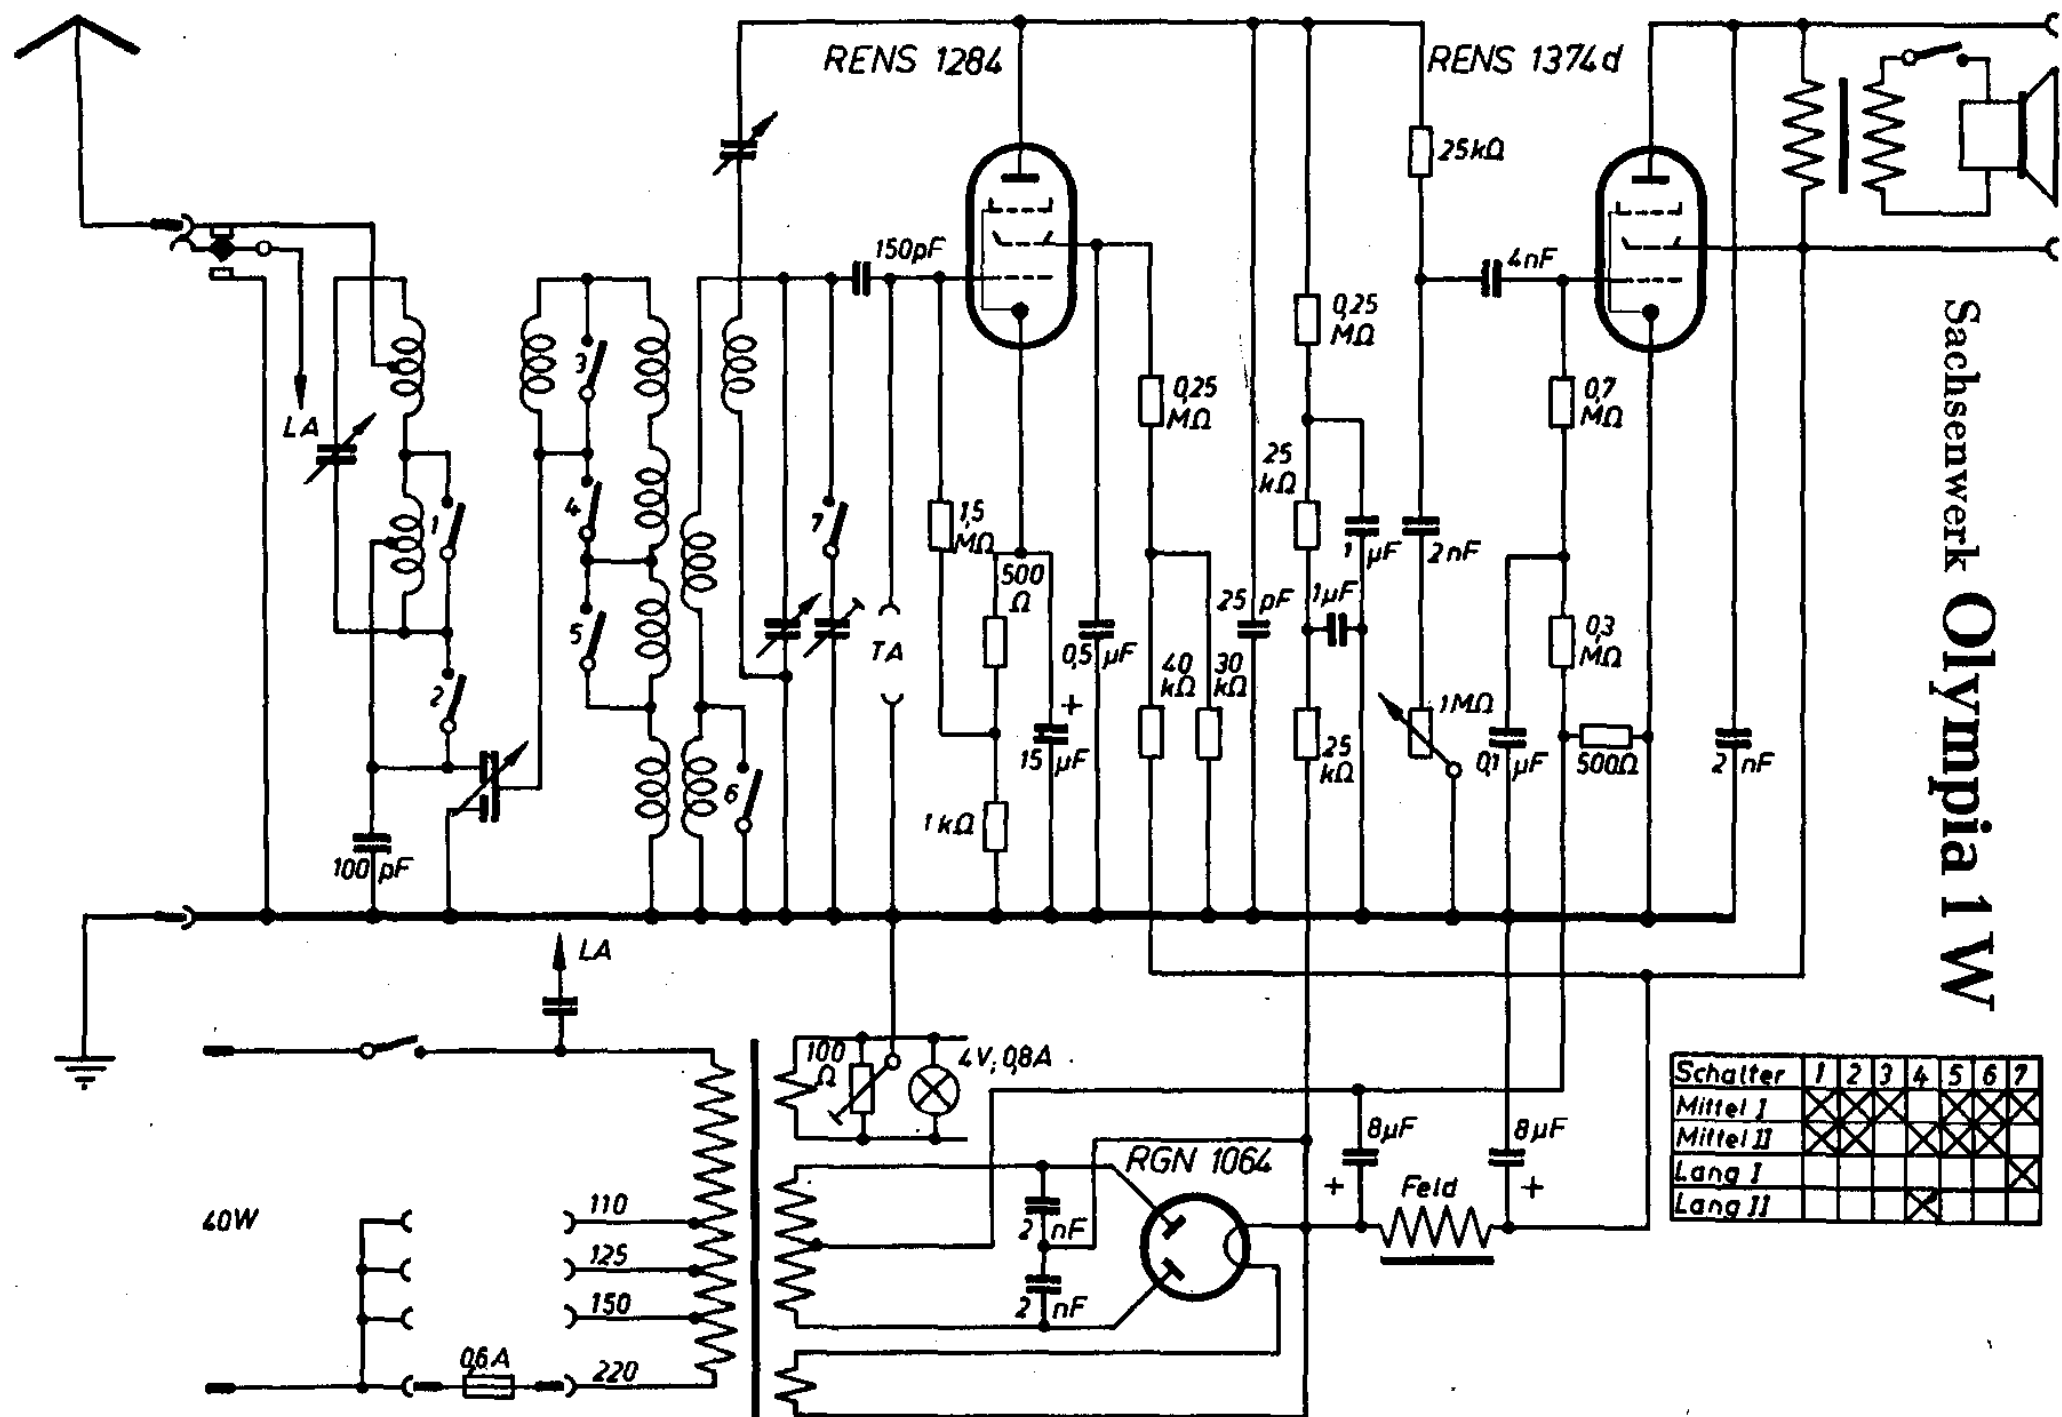 RENS 1284
RENS 1374d
25kΩ
150pF
4nF
LA
0,25 MΩ
0,25 MΩ
0,7 MΩ
3
4
5
1
2
7
6
1,5 MΩ
500 Ω
25 kΩ
1 µF
2nF
1µF
TA
0,5 µF
25 pF
40 kΩ
30 kΩ
0,3 MΩ
+
15 µF
1MΩ
25 kΩ
0,1 µF
500Ω
2 nF
1kΩ
100 pF
Sachsenwerk Olympia 1W
LA
100 Ω
4V; 0,8A
8µF
+
8µF
+
RGN 1064
Feld
2 nF
2 nF
40W
110
125
150
220
0,6A
Schalter 1 2 3 4 5 6 7
Mittel I
Mittel II
Lang I
Lang II